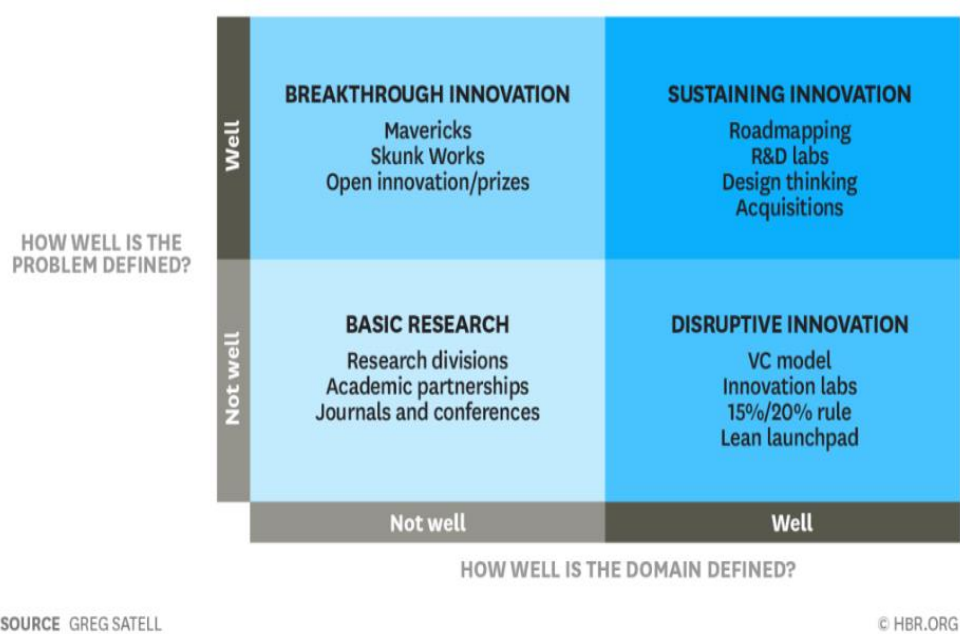 BREAKTHROUGH INNOVATION
Mavericks
Skunk Works
Open innovation/prizes
SUSTAINING INNOVATION
Roadmapping
R&D labs
Design thinking
Acquisitions
Well
HOW WELL IS THE
PROBLEM DEFINED?
Not well
BASIC RESEARCH
Research divisions
Academic partnerships
Journals and conferences
DISRUPTIVE INNOVATION
VC model
Innovation labs
15%/20% rule
Lean launchpad
Not well
Well
HOW WELL IS THE DOMAIN DEFINED?
SOURCE GREG SATELL
© HBR.ORG